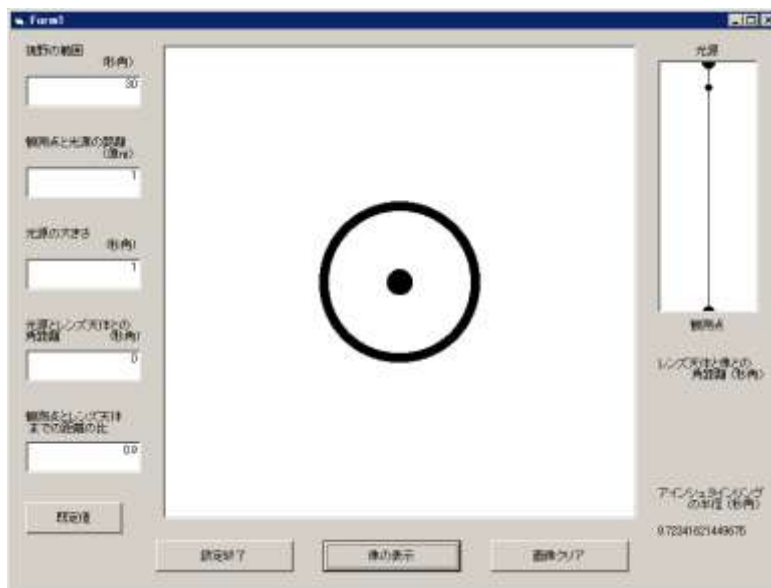 Form1
視野の範囲
(秒角)
30
観測点と光源の距離
(億ly)
1
光源の大きさ
(秒角)
1
光源とレンズ天体との
角距離 (秒角)
0
観測点とレンズ天体
までの距離の比
0.9
既定値
設定終了
像の表示
画像クリア
光源
観測点
レンズ天体と像との
角距離 (秒角)
アインシュタインリング
の半径 (秒角)